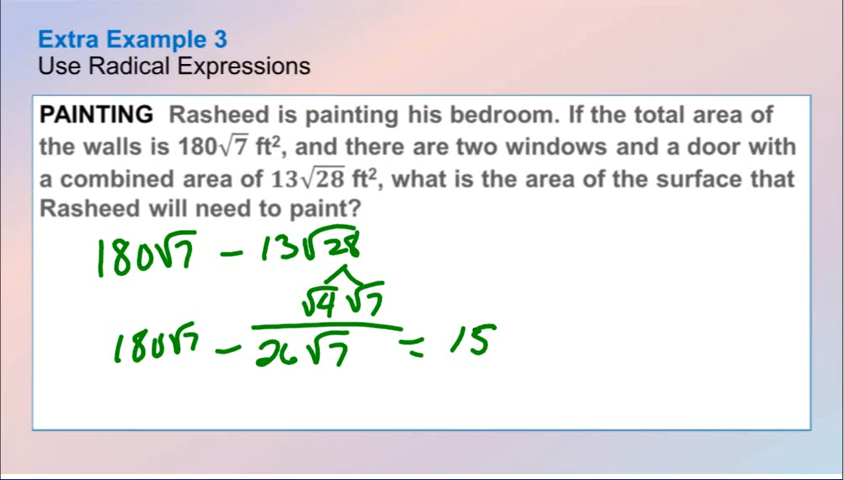 Extra Example 3
Use Radical Expressions
PAINTING Rasheed is painting his bedroom. If the total area of
the walls is 180√7 ft², and there are two windows and a door with
a combined area of 13√28 ft², what is the area of the surface that
Rasheed will need to paint?
180√7 − 13√28
√4 √7
180√7 − 26√7 = 15